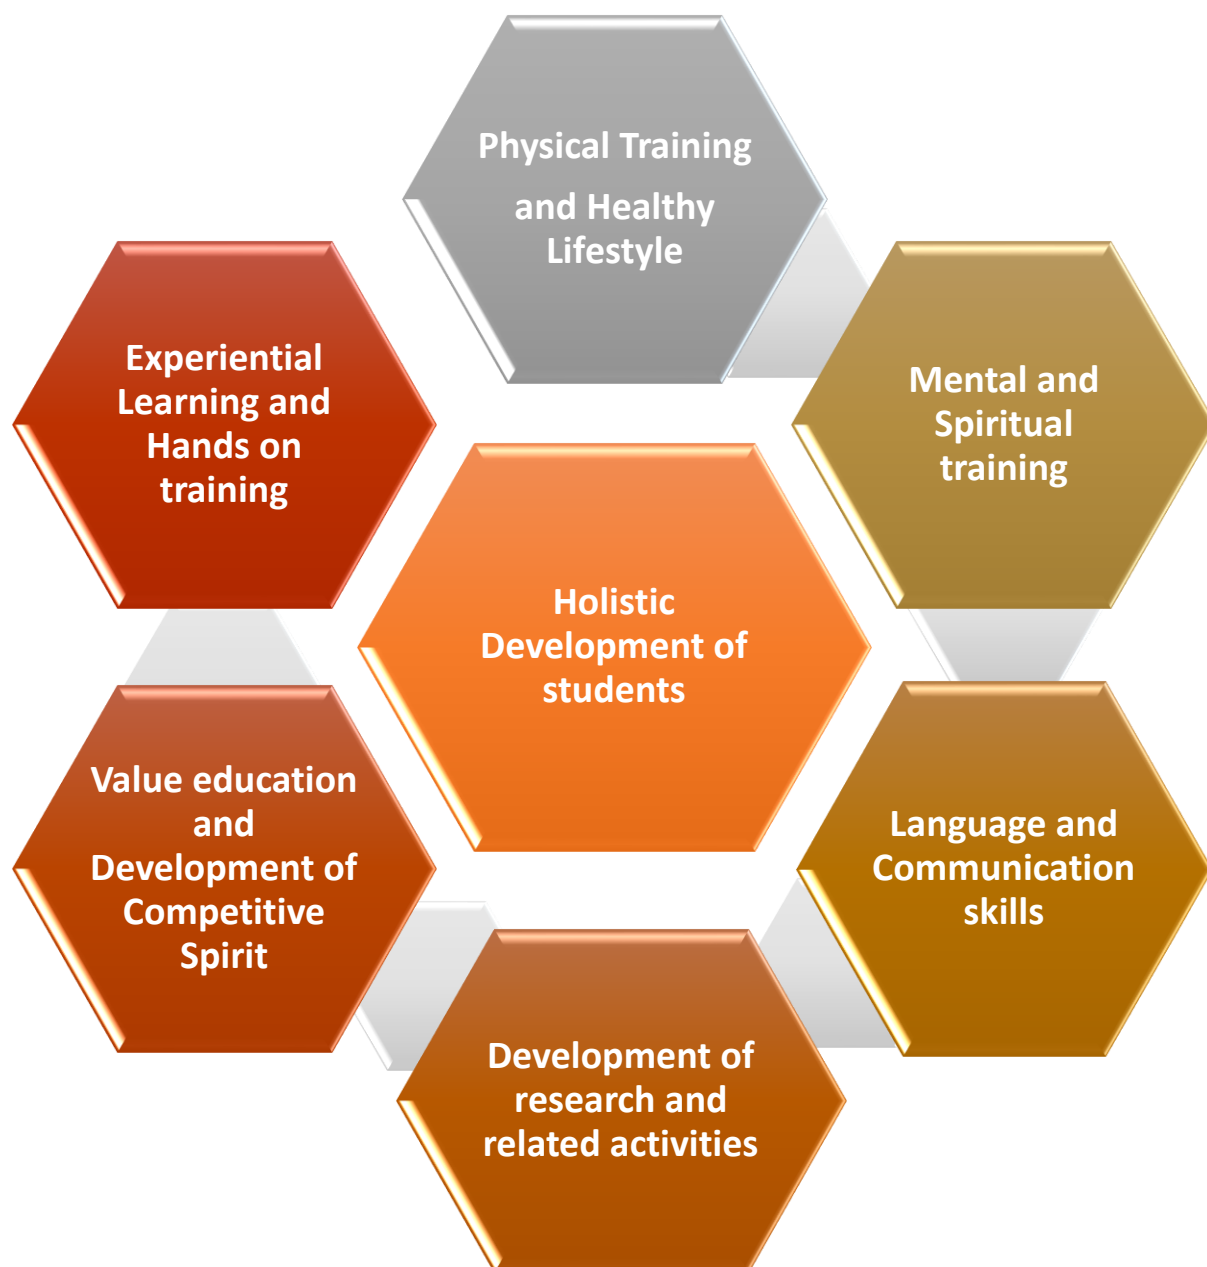 Physical Training
and Healthy
Lifestyle
Experiential
Learning and
Hands on
training
Mental and
Spiritual
training
Holistic
Development of
students
Value education
and
Development of
Competitive
Spirit
Language and
Communication
skills
Development of
research and
related activities